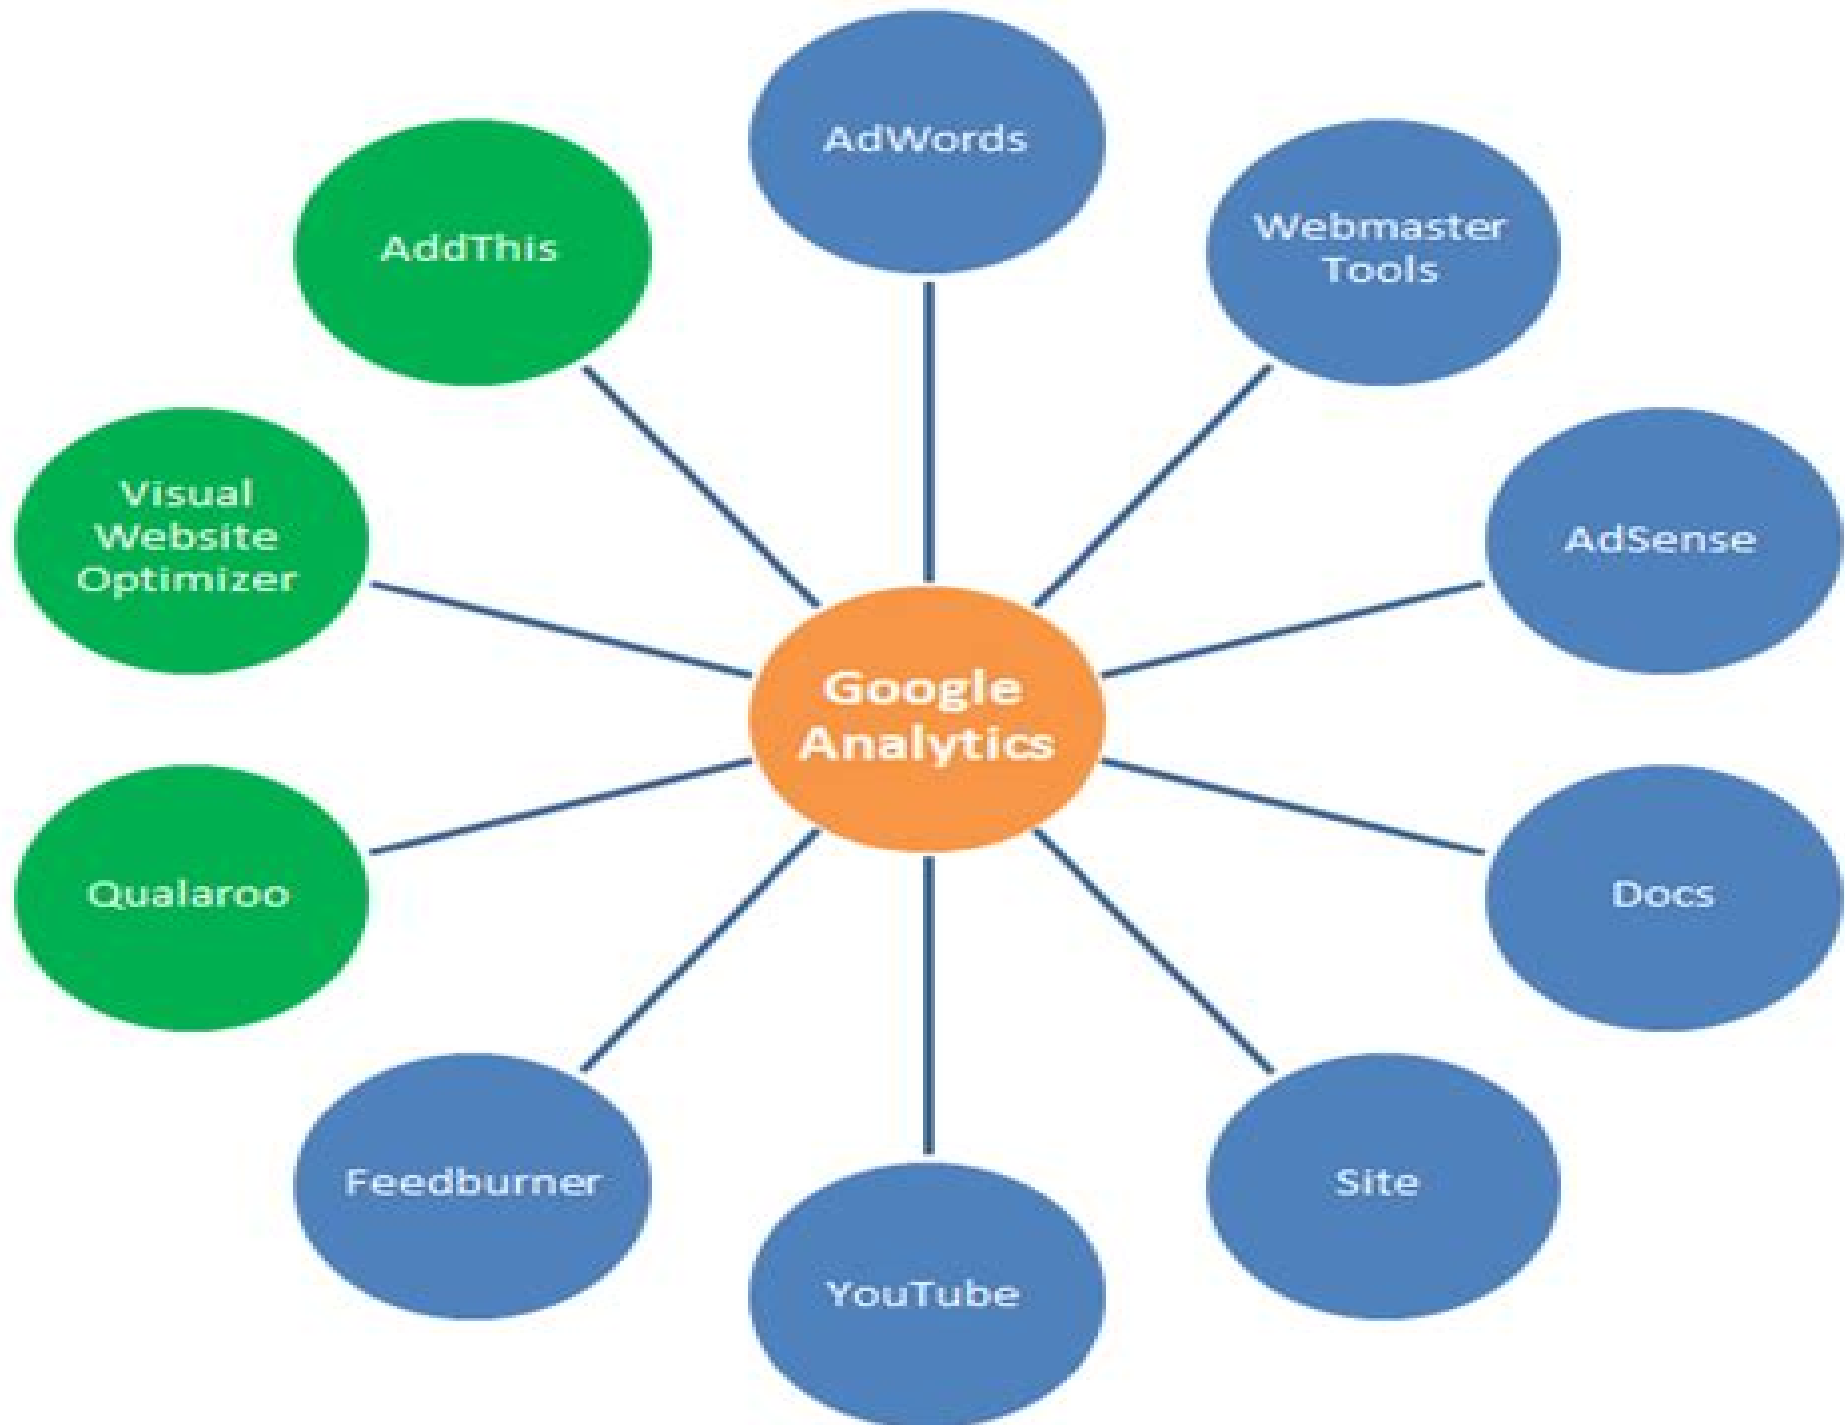 AdWords
AddThis
Webmaster
Tools
Visual
Website
Optimizer
AdSense
Google
Analytics
Qualaroo
Docs
Feedburner
Site
YouTube